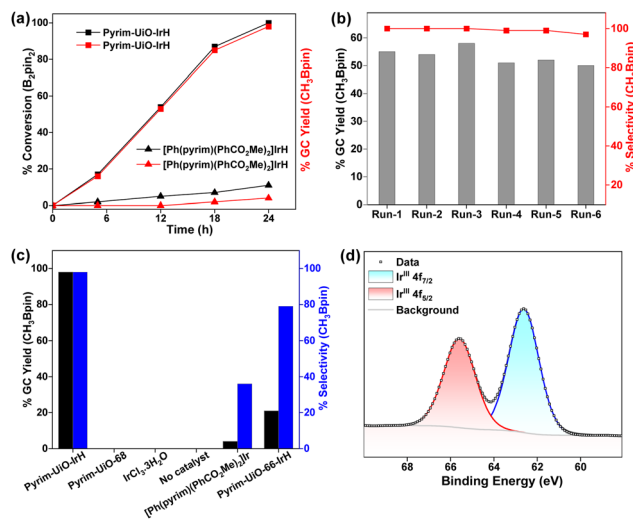 (a)
Pyrim-UiO-IrH
Pyrim-UiO-IrH
[Ph(pyrim)(PhCO2Me)2]IrH
[Ph(pyrim)(PhCO2Me)2]IrH
% Conversion (B2pin2)
% GC Yield (CH3Bpin)
100
80
60
40
20
0
0 6 12 18 24
Time (h)
(b)
% GC Yield (CH3Bpin)
% Selectivity (CH3Bpin)
60
50
40
30
20
10
0
100
80
60
40
20
Run-1 Run-2 Run-3 Run-4 Run-5 Run-6
(c)
% GC Yield (CH3Bpin)
% Selectivity (CH3Bpin)
100
80
60
40
20
0
100
80
60
40
20
0
Pyrim-UiO-IrH
Pyrim-UiO-68
IrCl3.3H2O
No catalyst
[Ph(pyrim)(PhCO2Me)2]Ir
Pyrim-UiO-66-IrH
(d)
Data
IrIII 4f7/2
IrIII 4f5/2
Background
68 66 64 62 60
Binding Energy (eV)